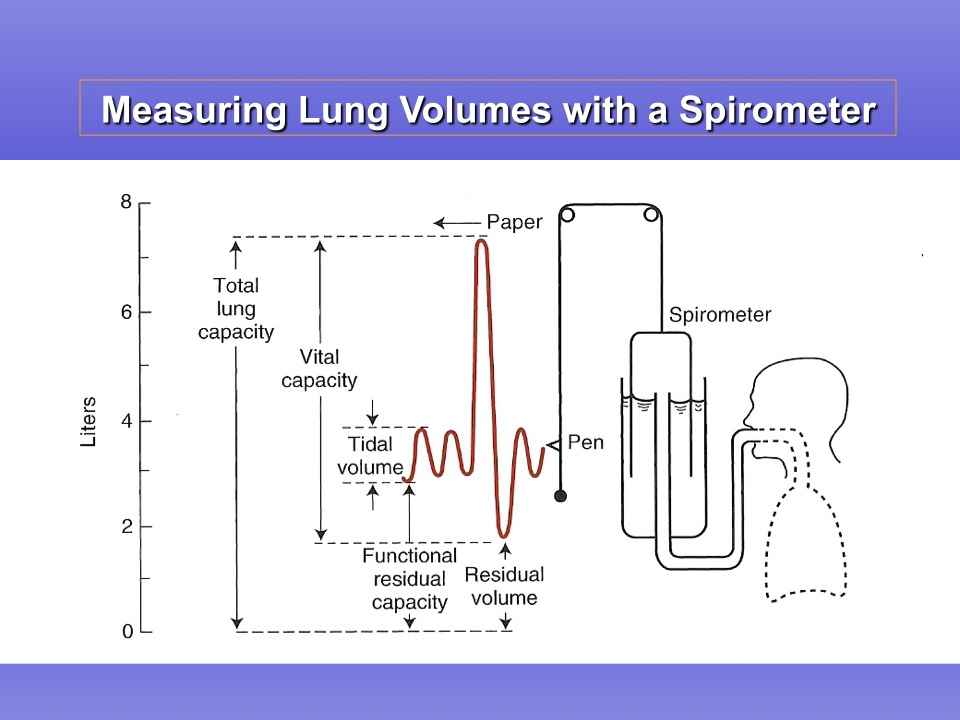 Measuring Lung Volumes with a Spirometer
8
Paper
Total
lung
capacity
6
Spirometer
Vital
capacity
Liters
4
Tidal
volume
Pen
2
Functional
residual
capacity
Residual
volume
0